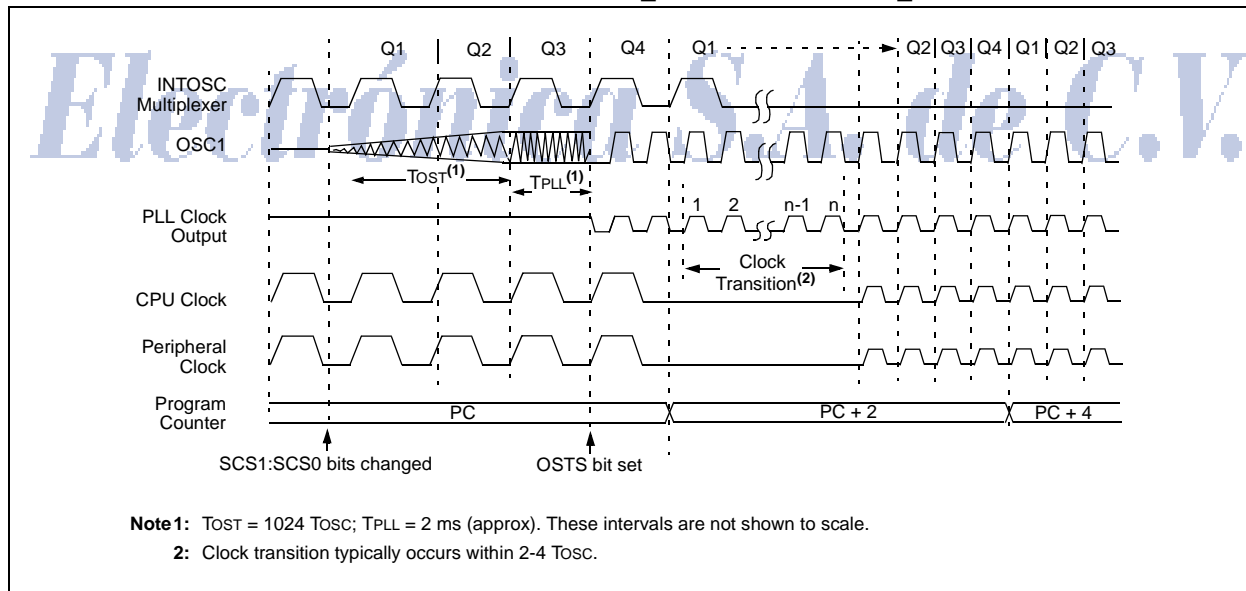 Electrónica S.A. de C.V.
Q1 Q2 Q3 Q4 Q1 Q2 Q3 Q4 Q1 Q2 Q3
INTOSC
Multiplexer
OSC1
TOST(1) TPLL(1)
PLL Clock
Output
1 2 n-1 n
Clock
Transition(2)
CPU Clock
Peripheral
Clock
Program
Counter
PC PC + 2 PC + 4
SCS1:SCS0 bits changed OSTS bit set
Note 1: TOST = 1024 TOSC; TPLL = 2 ms (approx). These intervals are not shown to scale.
2: Clock transition typically occurs within 2-4 TOSC.